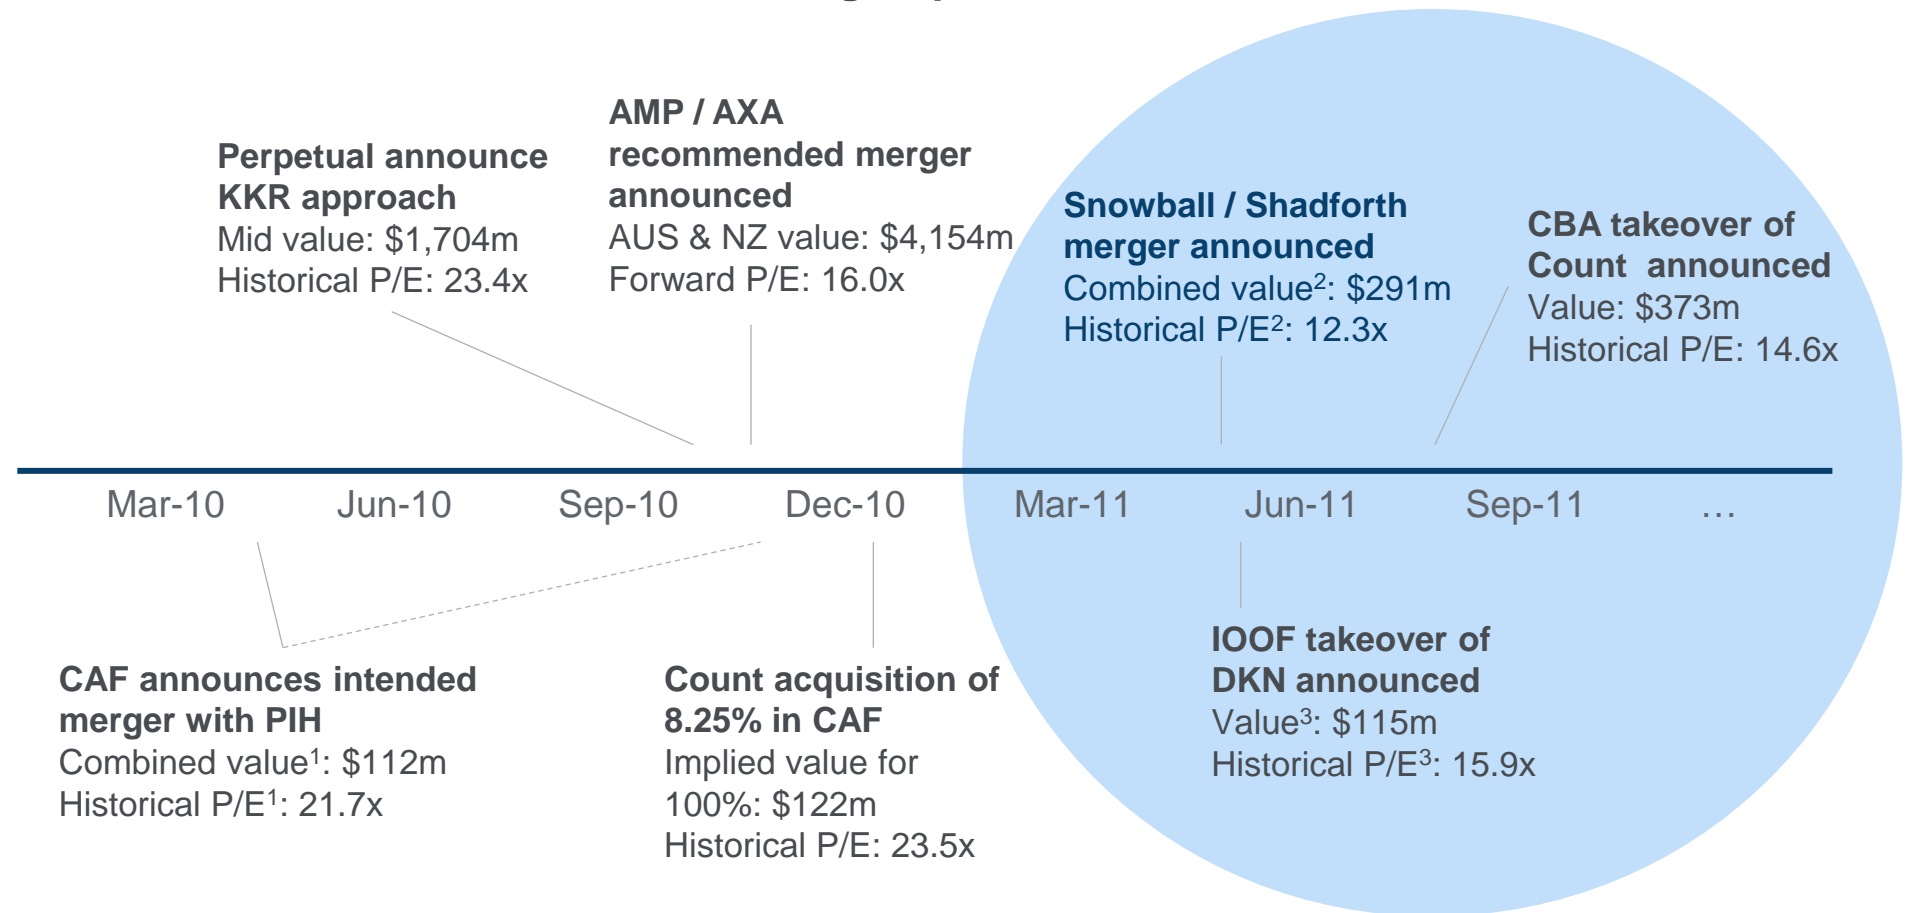 Perpetual announce
KKR approach
Mid value: $1,704m
Historical P/E: 23.4x
AMP / AXA
recommended merger
announced
AUS & NZ value: $4,154m
Forward P/E: 16.0x
Snowball / Shadforth
merger announced
Combined value²: $291m
Historical P/E²: 12.3x
CBA takeover of
Count announced
Value: $373m
Historical P/E: 14.6x
Mar-10 Jun-10 Sep-10 Dec-10 Mar-11 Jun-11 Sep-11 …
CAF announces intended
merger with PIH
Combined value¹: $112m
Historical P/E¹: 21.7x
Count acquisition of
8.25% in CAF
Implied value for
100%: $122m
Historical P/E: 23.5x
IOOF takeover of
DKN announced
Value³: $115m
Historical P/E³: 15.9x